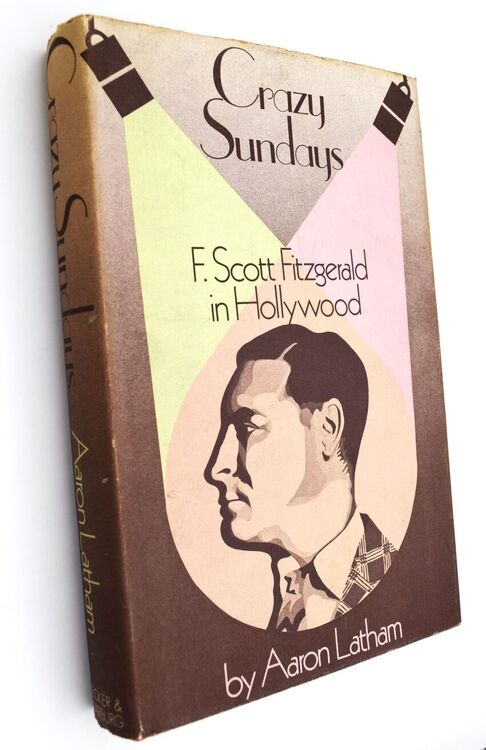 Crazy
Sundays
F. Scott Fitzgerald
in Hollywood
by Aaron Latham
Crazy Sundays
Aaron Latham